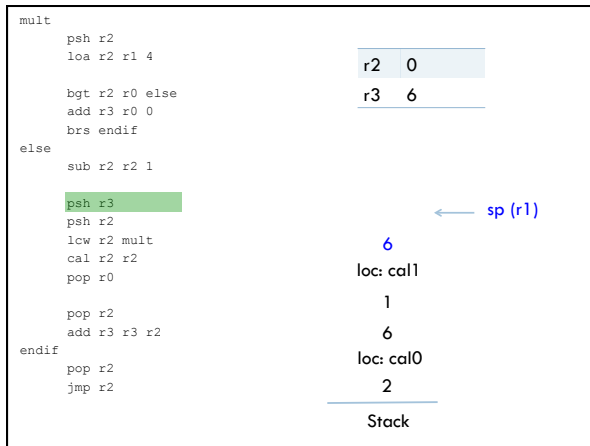 mult
psh r2
loa r2 r1 4
bgt r2 r0 else
add r3 r0 0
brs endif
else
sub r2 r2 1
psh r3
psh r2
lcw r2 mult
cal r2 r2
pop r0
pop r2
add r3 r3 r2
endif
pop r2
jmp r2
r2 0
r3 6
sp (r1)
6
loc: cal1
1
6
loc: cal0
2
Stack